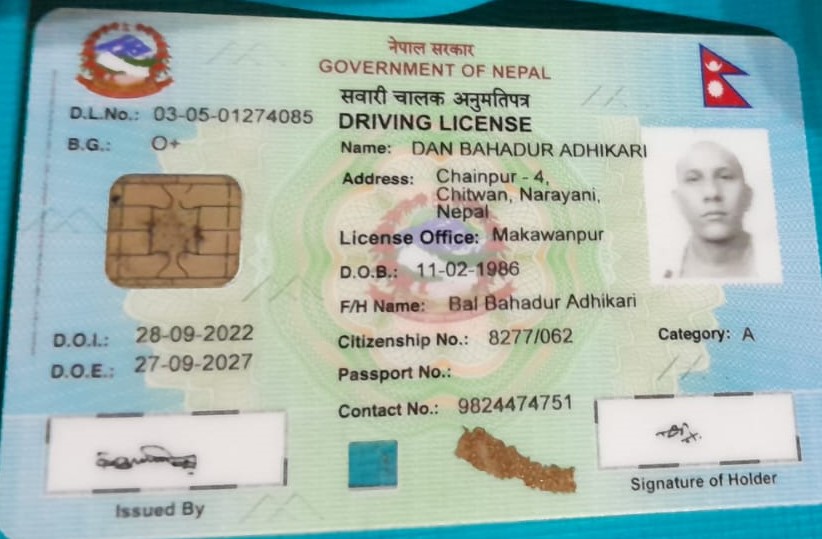 नेपाल सरकार
GOVERNMENT OF NEPAL
सवारी चालक अनुमतिपत्र
DRIVING LICENSE
D.L.No.: 03-05-01274085
B.G.: O+
Name: DAN BAHADUR ADHIKARI
Address: Chainpur - 4,
Chitwan, Narayani,
Nepal
License Office: Makawanpur
D.O.B.: 11-02-1986
F/H Name: Bal Bahadur Adhikari
D.O.I.: 28-09-2022
D.O.E.: 27-09-2027
Citizenship No.: 8277/062
Category: A
Passport No.:
Contact No.: 9824474751
Issued By
Signature of Holder